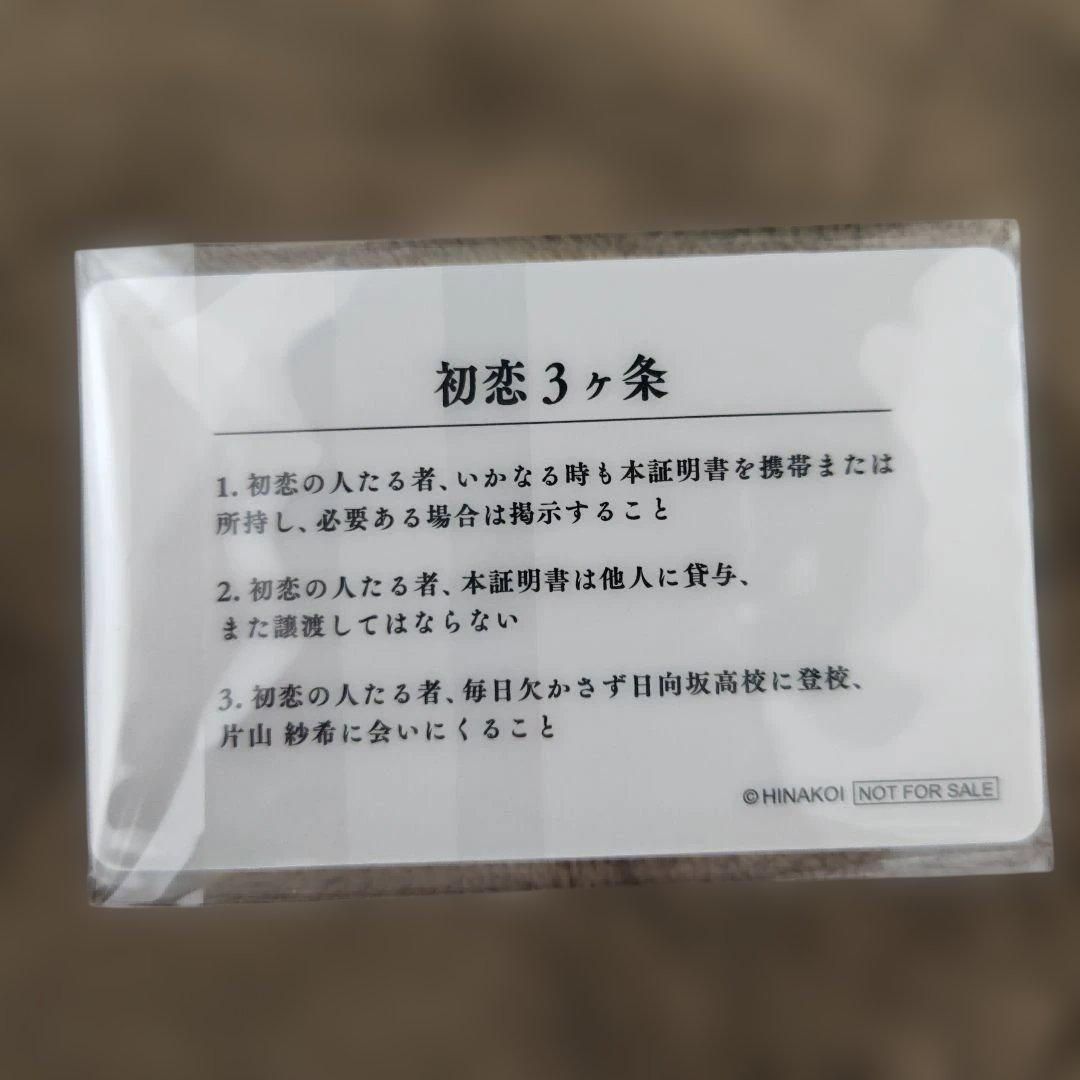 初恋3ヶ条
1. 初恋の人たる者、いかなる時も本証明書を携帯または
所持し、必要ある場合は掲示すること
2. 初恋の人たる者、本証明書は他人に貸与、
また譲渡してはならない
3. 初恋の人たる者、毎日欠かさず日向坂高校に登校、
片山 紗希に会いにくること
©HINAKOI NOT FOR SALE